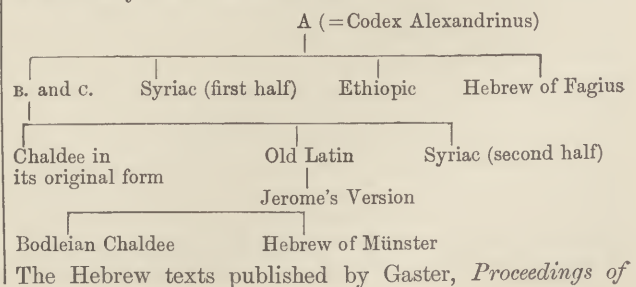 A (=Codex Alexandrinus)
B. and C. Syriac (first half) Ethiopic Hebrew of Fagius
Chaldee in Old Latin Syriac (second half)
its original form
Jerome's Version
Bodleian Chaldee Hebrew of Münster
The Hebrew texts published by Gaster, Proceedings of